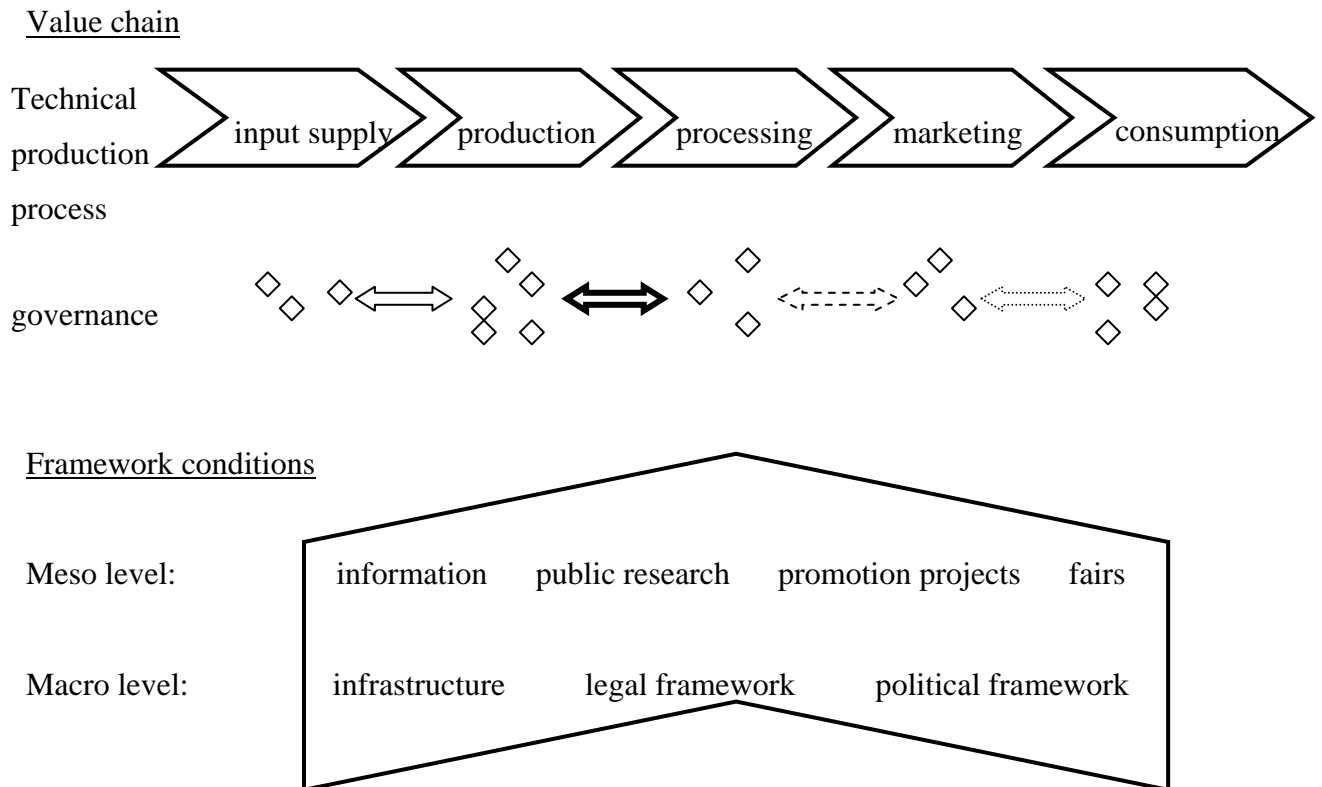 Value chain
Technical
production
process
input supply
production
processing
marketing
consumption
governance
Framework conditions
Meso level:
information public research promotion projects fairs
Macro level:
infrastructure legal framework political framework